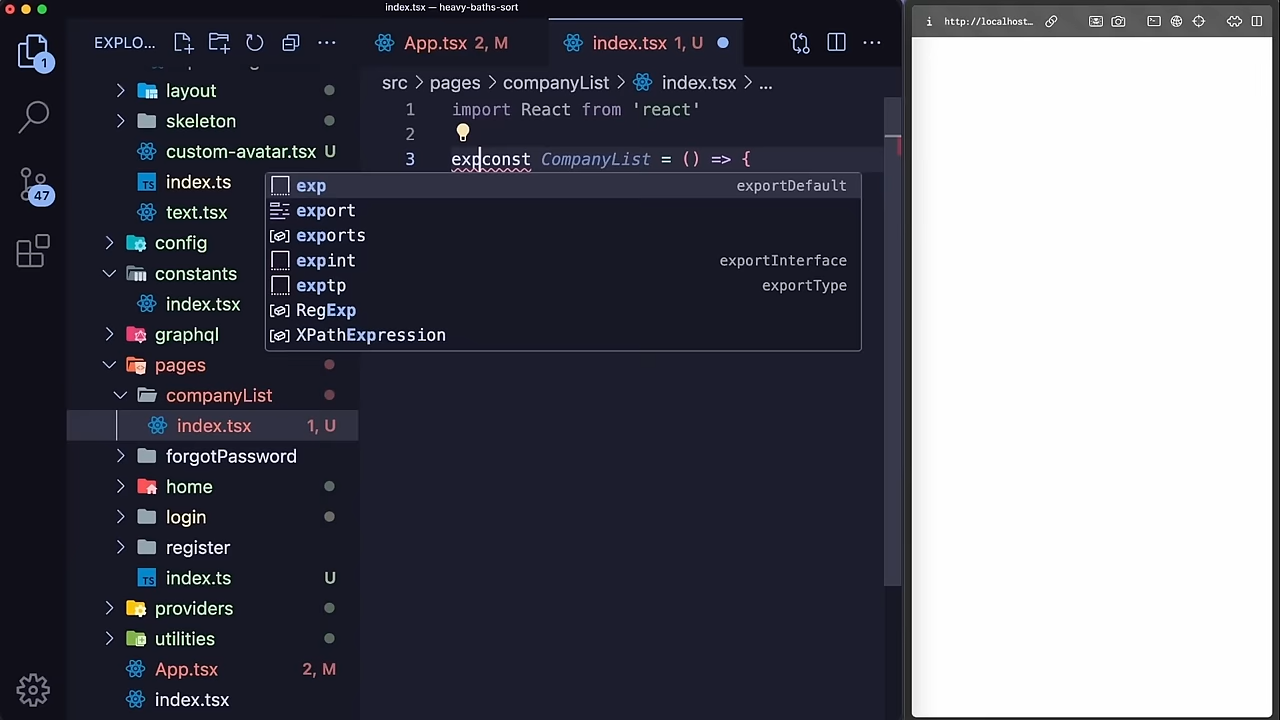 index.tsx — heavy-baths-sort
i http://localhost…
EXPLO…
App.tsx 2, M
index.tsx 1, U
src > pages > companyList > index.tsx > ...
1 import React from 'react'
2
3 expconst CompanyList = () => {
exp exportDefault
export
exports
expint exportInterface
exptp exportType
RegExp
XPathExpression
1
47
layout
skeleton
custom-avatar.tsx U
index.ts
text.tsx
config
constants
index.tsx
graphql
pages
companyList
index.tsx 1, U
forgotPassword
home
login
register
index.ts U
providers
utilities
App.tsx 2, M
index.tsx